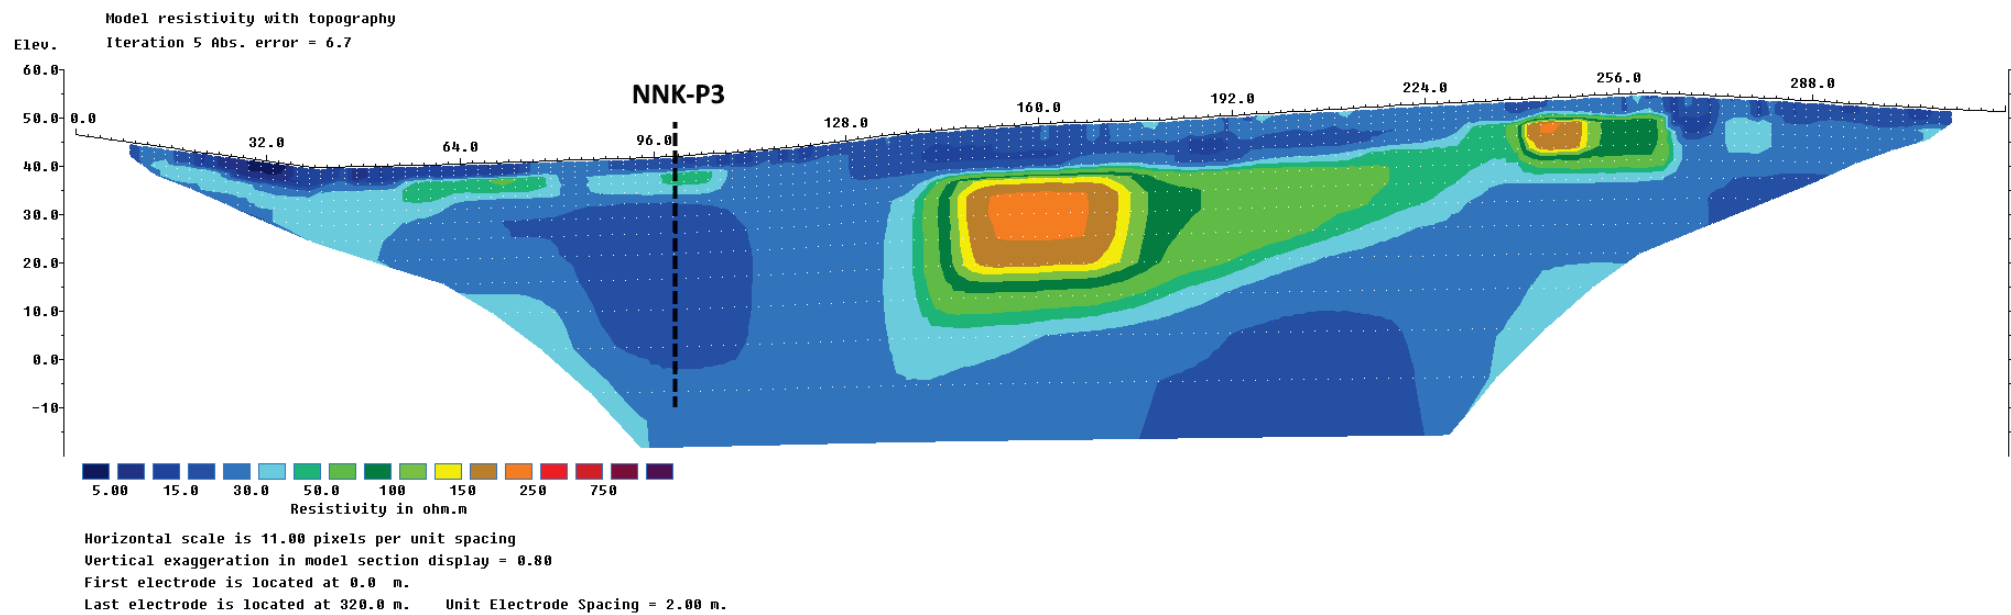 Model resistivity with topography
Iteration 5 Abs. error = 6.7
Elev.
60.0
NNK-P3
50.0
40.0
30.0
20.0
10.0
0.0
-10
0.0 32.0 64.0 96.0 128.0 160.0 192.0 224.0 256.0 288.0
5.00 15.0 30.0 50.0 100 150 250 750
Resistivity in ohm.m
Horizontal scale is 11.00 pixels per unit spacing
Vertical exaggeration in model section display = 0.80
First electrode is located at 0.0 m.
Last electrode is located at 320.0 m. Unit Electrode Spacing = 2.00 m.